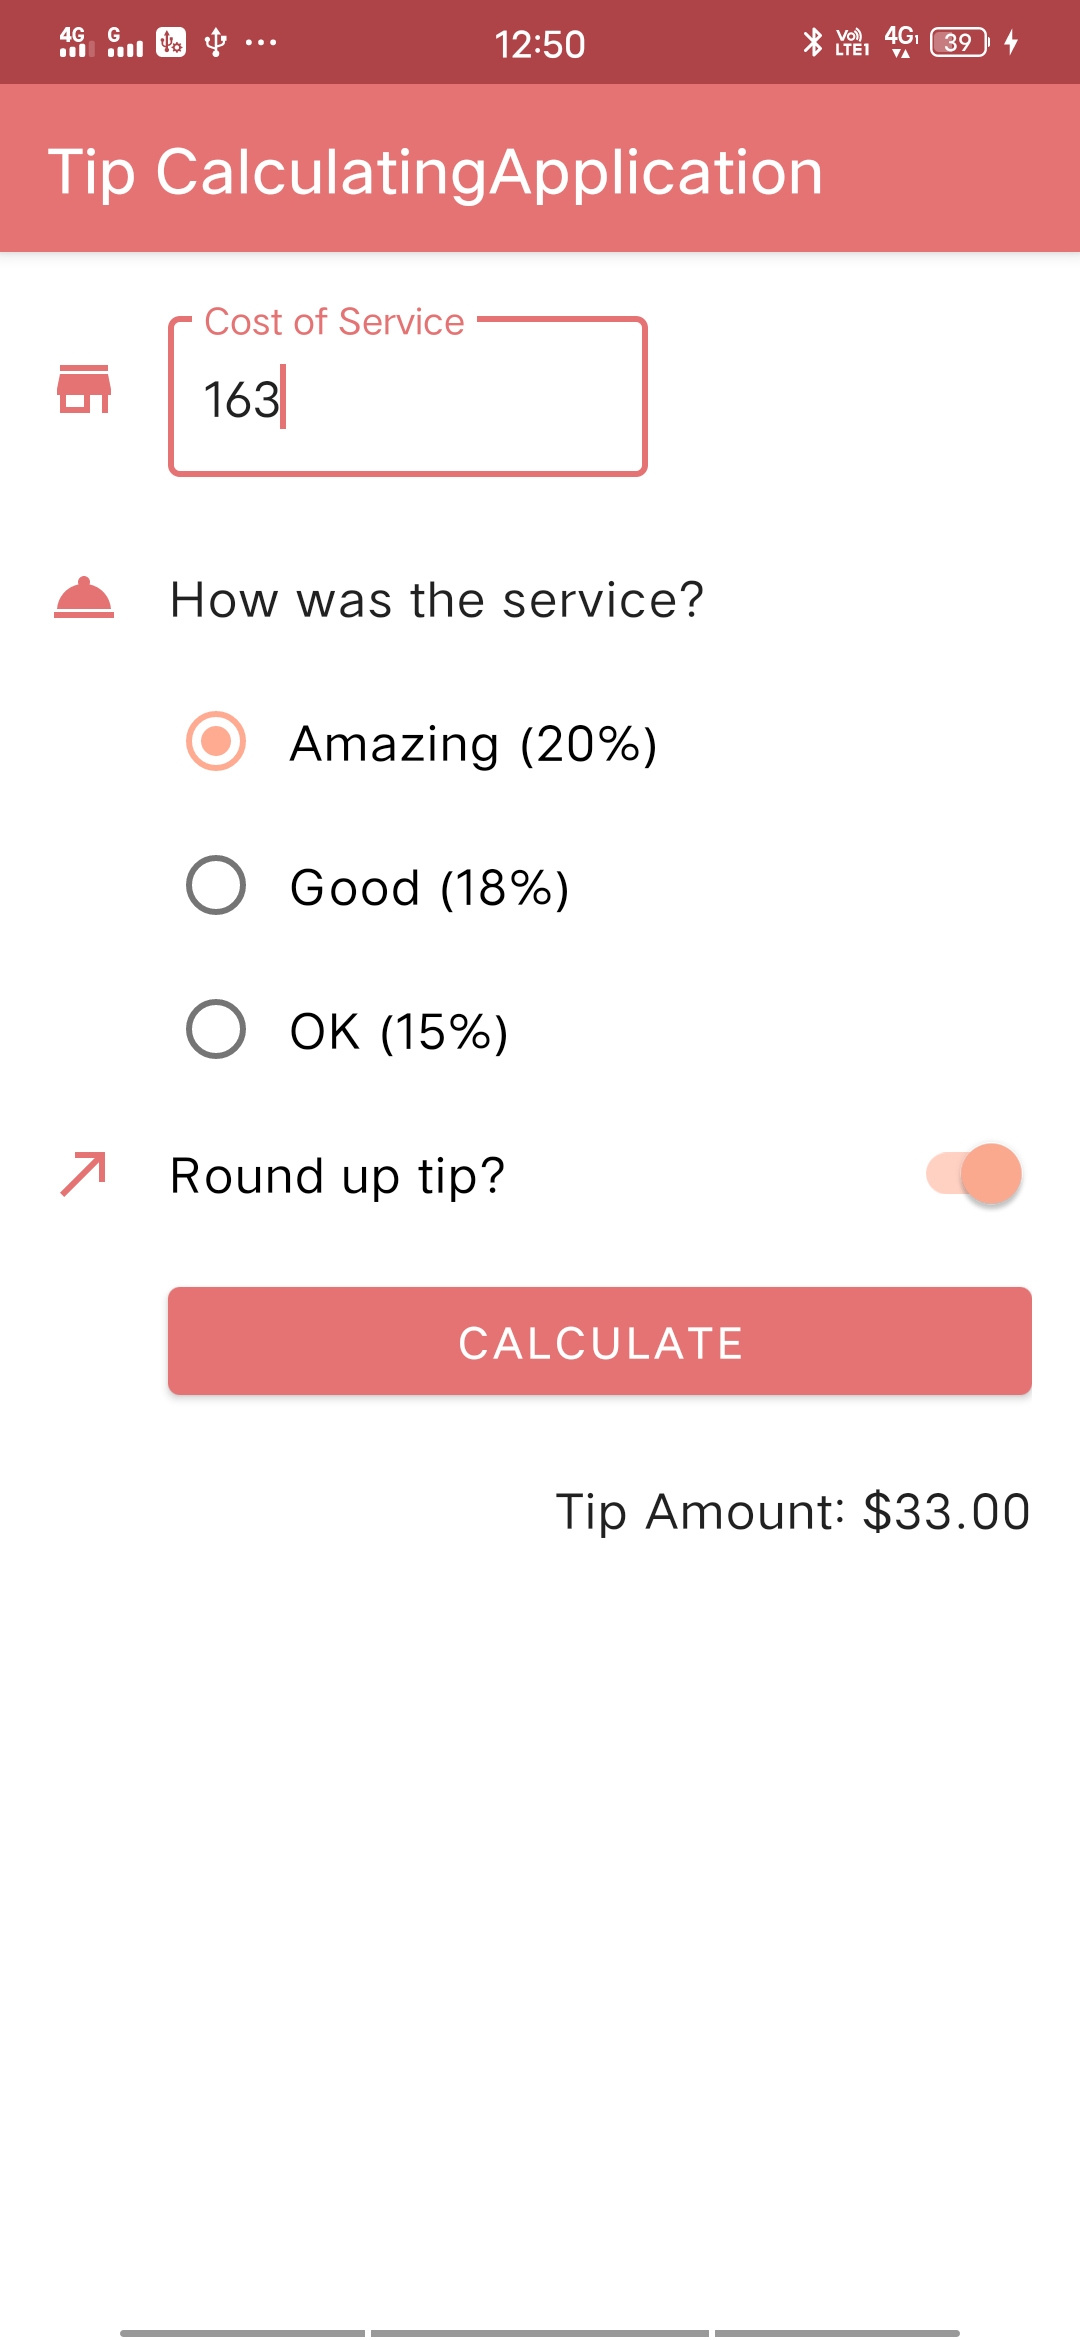 4G G 12:50 Vo)) LTE1 4G 39
Tip CalculatingApplication
Cost of Service
163
How was the service?
Amazing (20%)
Good (18%)
OK (15%)
Round up tip?
CALCULATE
Tip Amount: $33.00